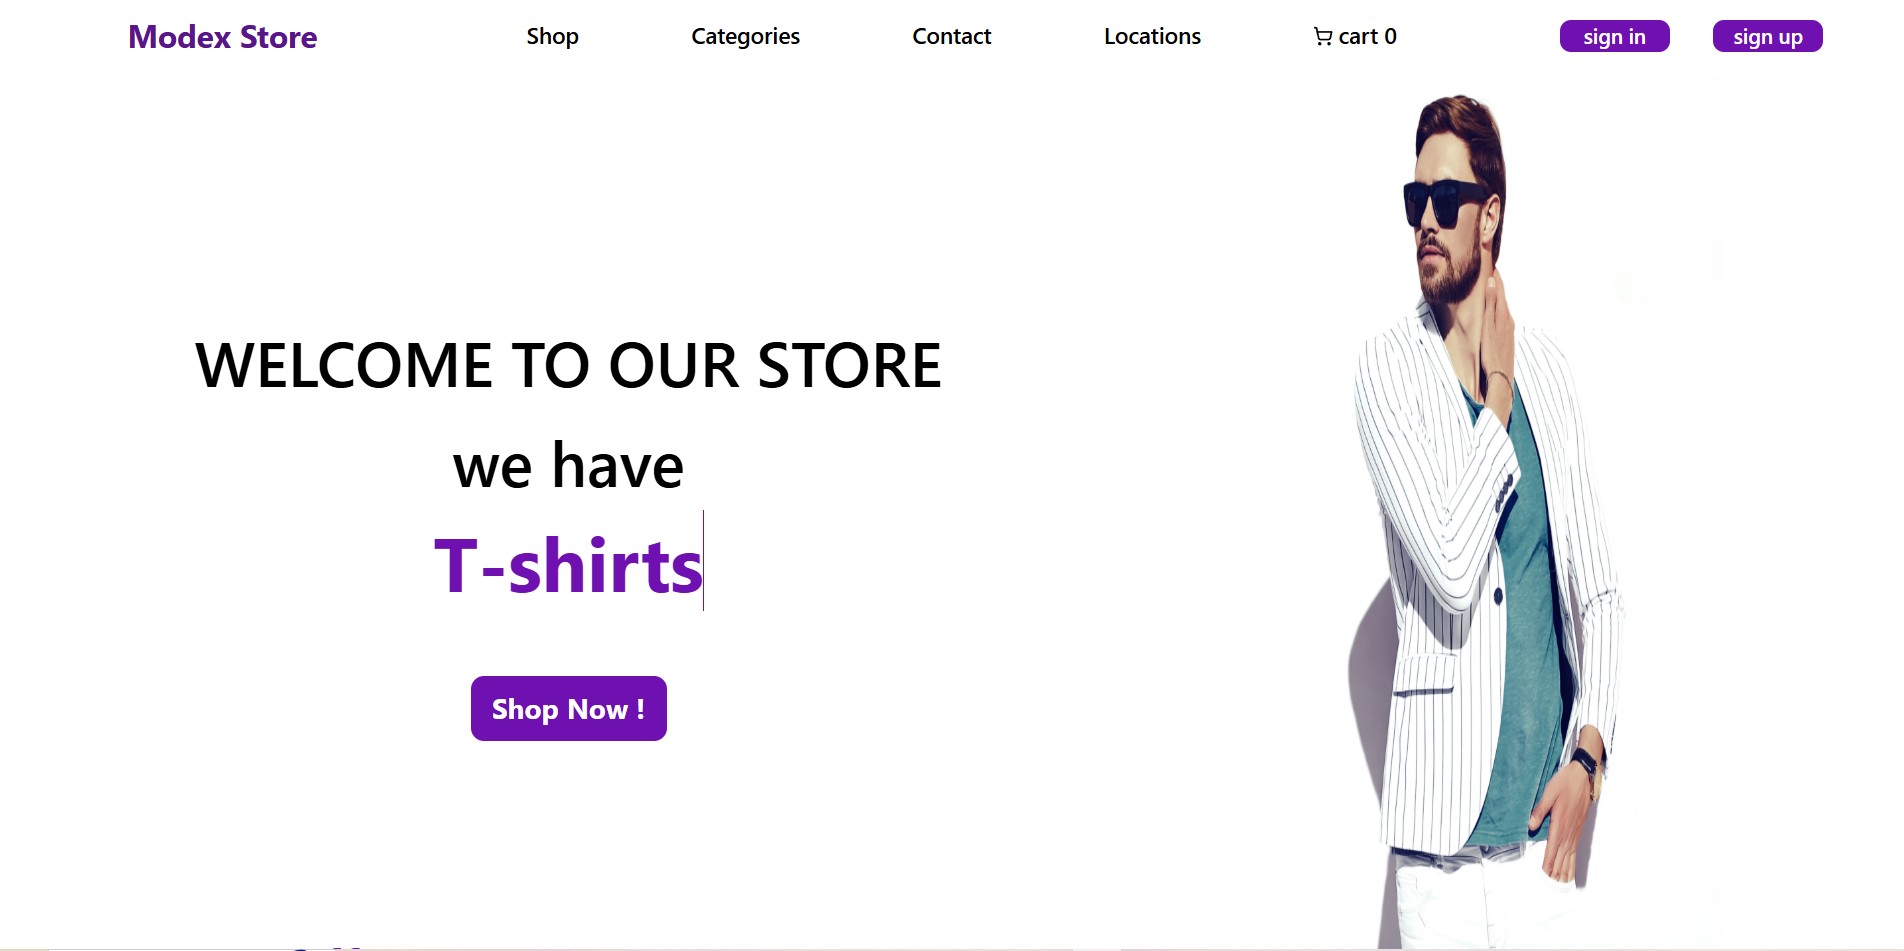 Modex Store Shop Categories Contact Locations cart 0 sign in sign up
WELCOME TO OUR STORE
we have
T-shirts
Shop Now !